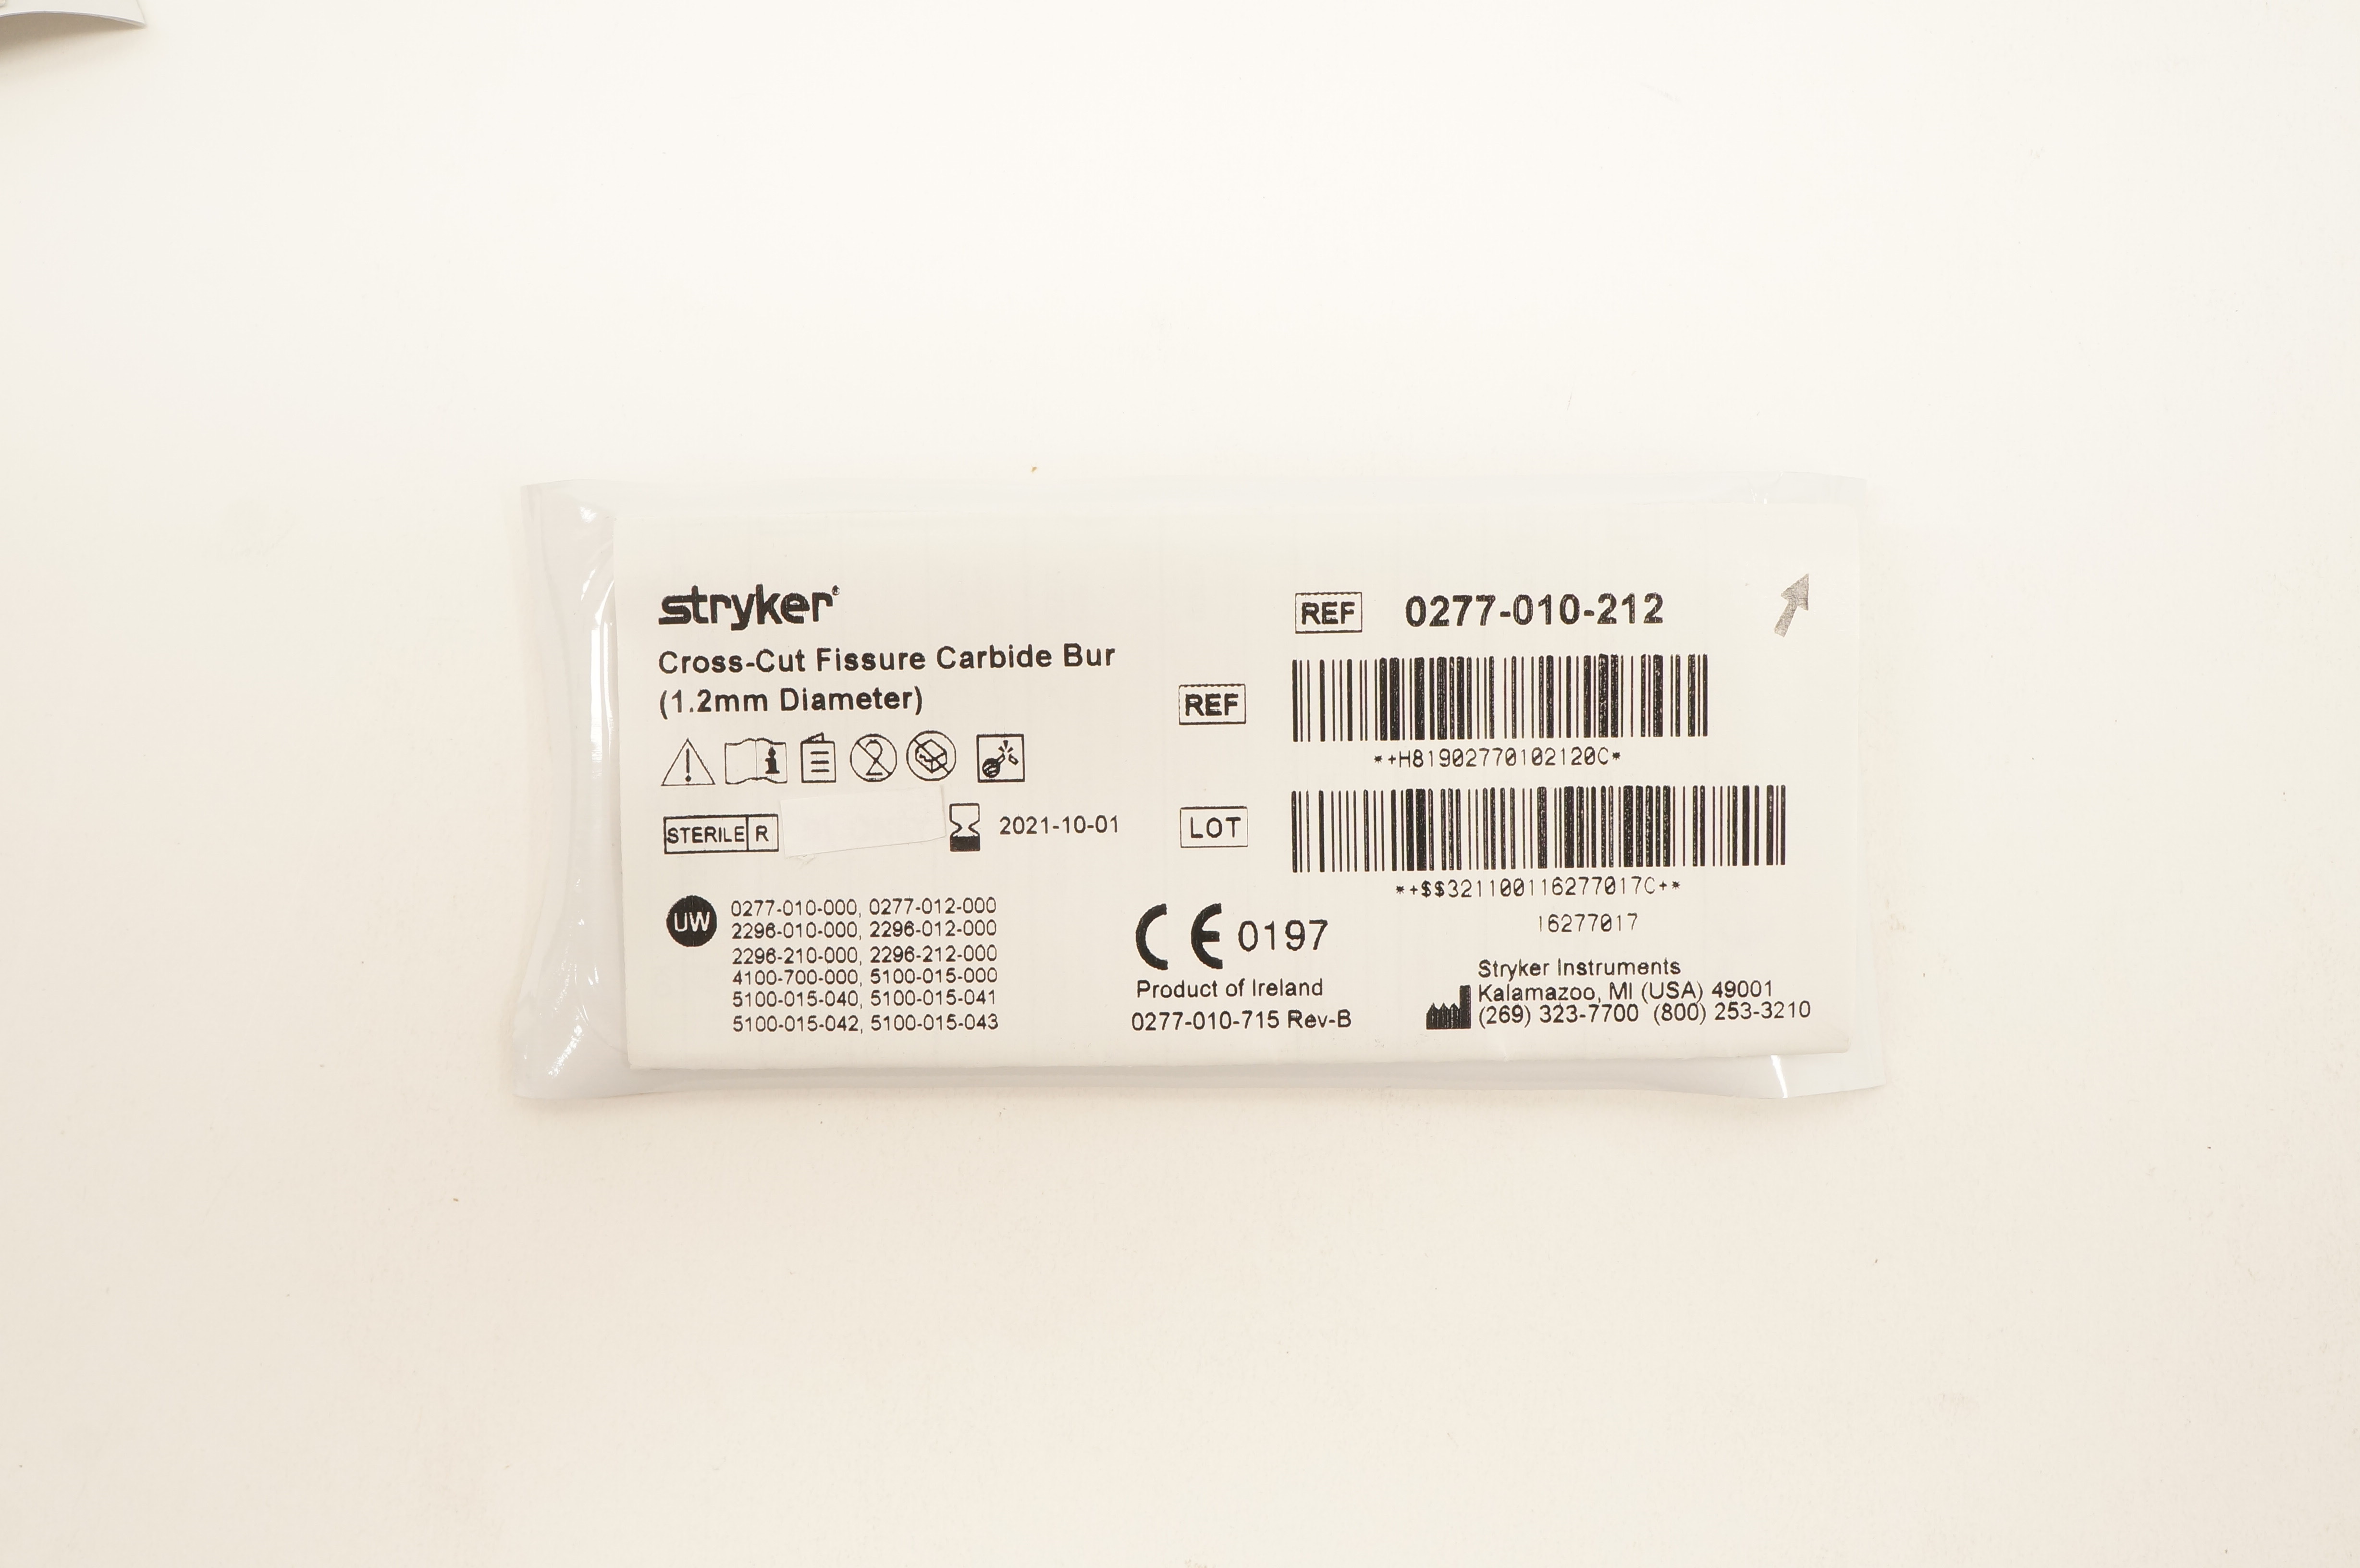 stryker
Cross-Cut Fissure Carbide Bur
(1.2mm Diameter)
STERILE R
2021-10-01
UW
0277-010-000, 0277-012-000
2296-010-000, 2296-012-000
2296-210-000, 2296-212-000
4100-700-000, 5100-015-000
5100-015-040, 5100-015-041
5100-015-042, 5100-015-043
REF 0277-010-212
REF
*+H81902770102120C*
LOT
*+$$321100116277017C+*
16277017
CE 0197
Product of Ireland
0277-010-715 Rev-B
Stryker Instruments
Kalamazoo, MI (USA) 49001
(269) 323-7700 (800) 253-3210